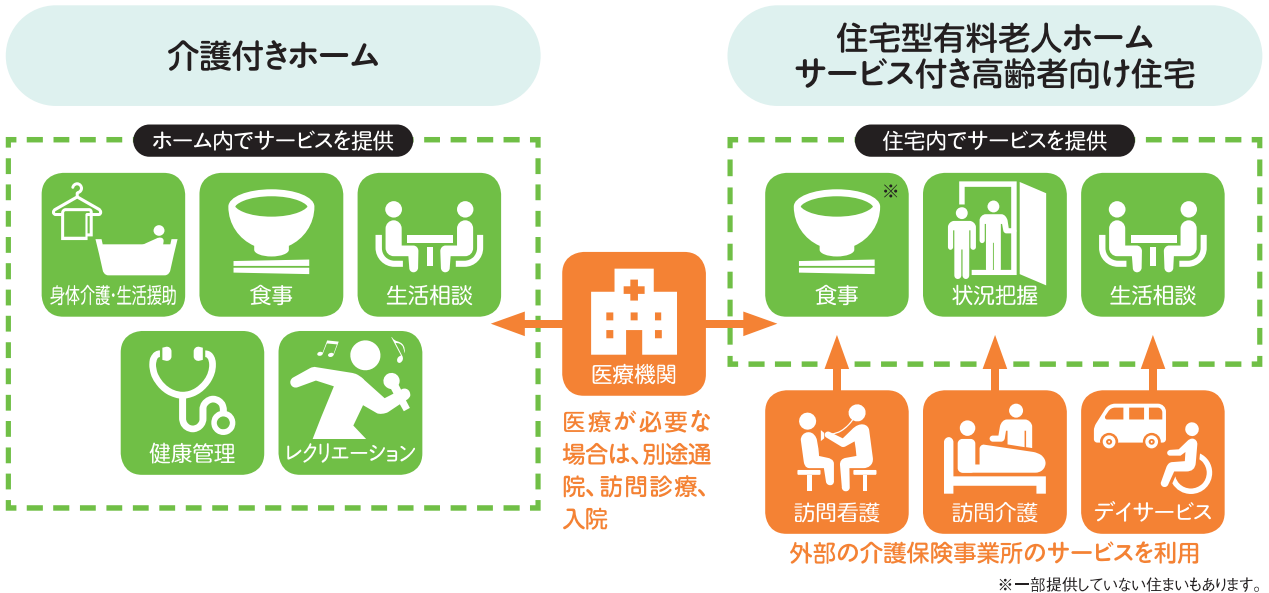 介護付きホーム
ホーム内でサービスを提供
身体介護・生活援助
食事
生活相談
健康管理
レクリエーション
医療機関
医療が必要な
場合は、別途通
院、訪問診療、
入院
住宅型有料老人ホーム
サービス付き高齢者向け住宅
住宅内でサービスを提供
※
食事
状況把握
生活相談
訪問看護
訪問介護
デイサービス
外部の介護保険事業所のサービスを利用
※一部提供していない住まいもあります。